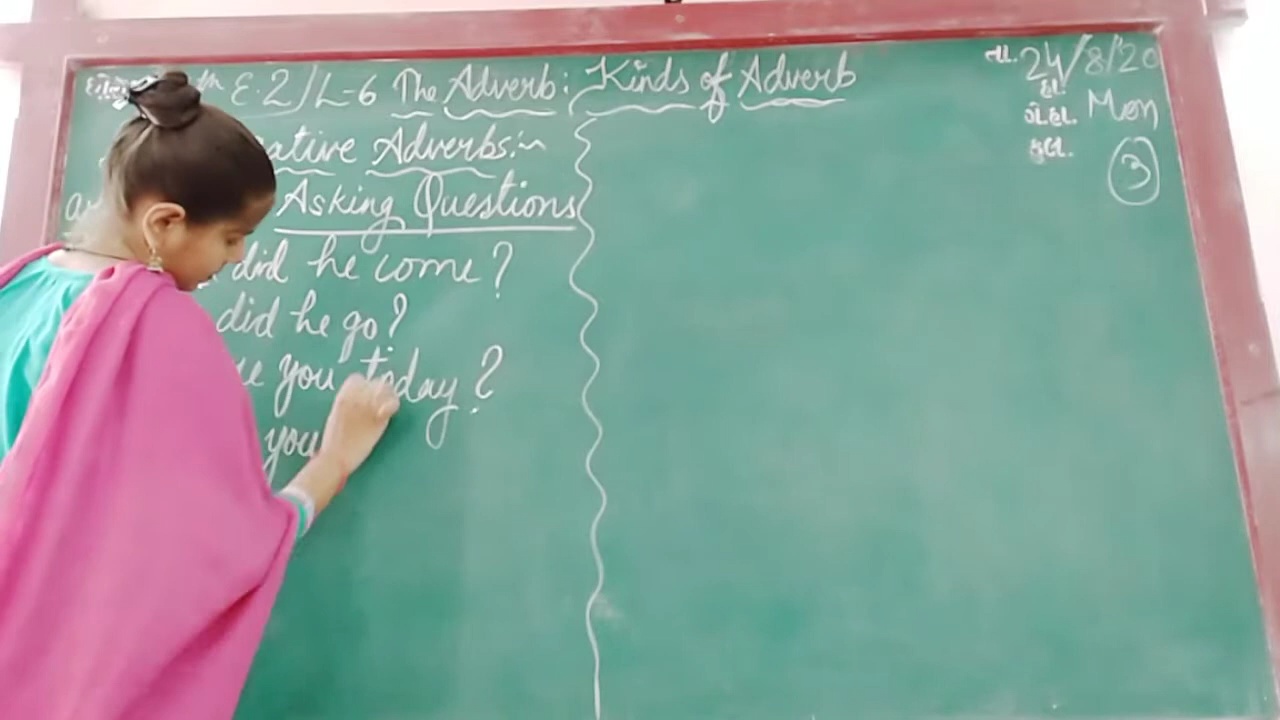 E.2 / L-6 The Adverb: Kinds of Adverb
ative Adverbs:~
Asking Questions
did he come?
did he go?
you today?
you
તા. 24/8/20
Mon
3